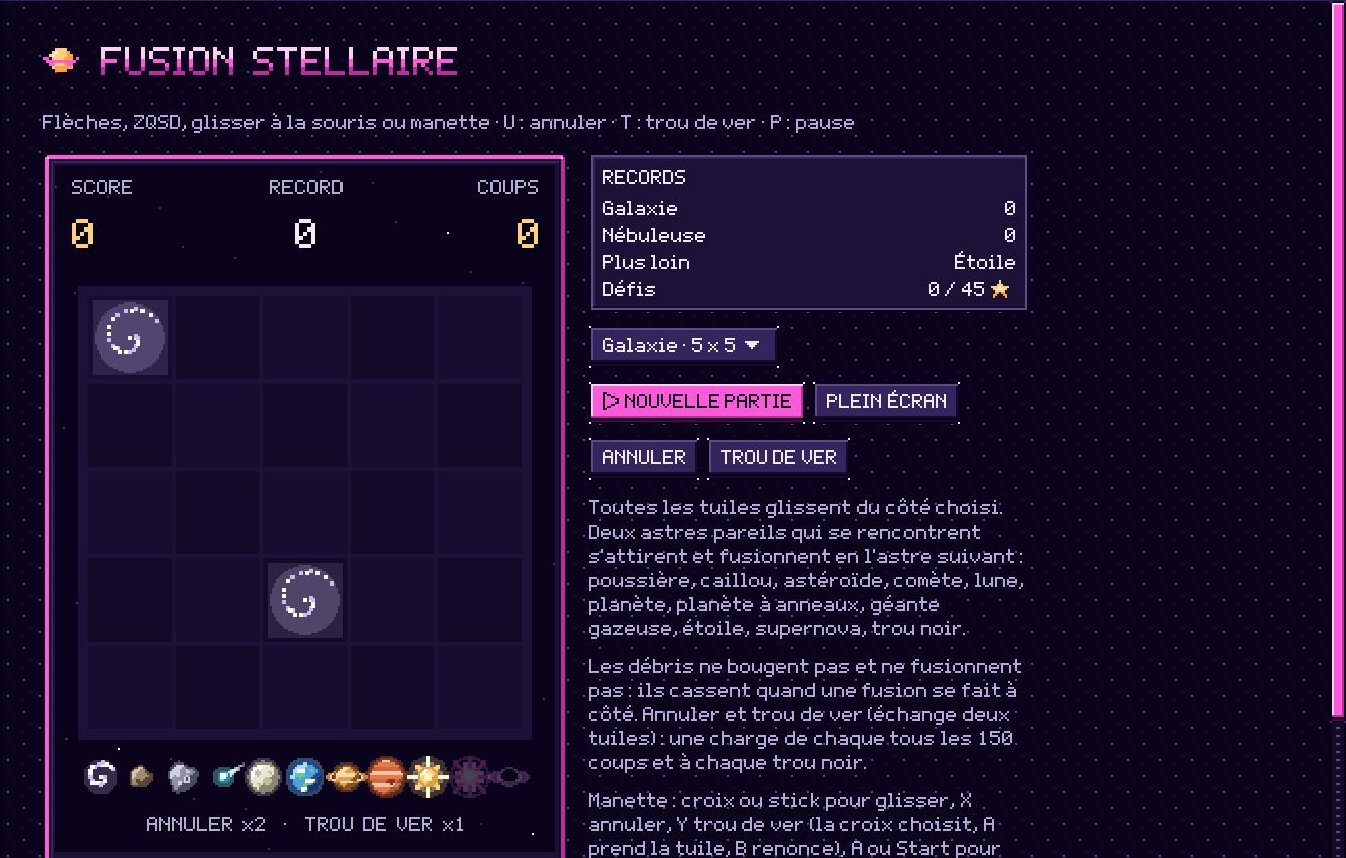 FUSION STELLAIRE
Flèches, ZQSD, glisser à la souris ou manette · U : annuler · T : trou de ver · P : pause
SCORE RECORD COUPS
0 0 0
RECORDS
Galaxie 0
Nébuleuse 0
Plus loin Étoile
Défis 0 / 45
Galaxie · 5 x 5
NOUVELLE PARTIE
PLEIN ÉCRAN
ANNULER
TROU DE VER
Toutes les tuiles glissent du côté choisi.
Deux astres pareils qui se rencontrent
s'attirent et fusionnent en l'astre suivant :
poussière, caillou, astéroïde, comète, lune,
planète, planète à anneaux, géante
gazeuse, étoile, supernova, trou noir.
Les débris ne bougent pas et ne fusionnent
pas : ils cassent quand une fusion se fait à
côté. Annuler et trou de ver (échange deux
tuiles) : une charge de chaque tous les 150
coups et à chaque trou noir.
Manette : croix ou stick pour glisser, X
annuler, Y trou de ver (la croix choisit, A
prend la tuile, B renonce), A ou Start pour
ANNULER x2 · TROU DE VER x1